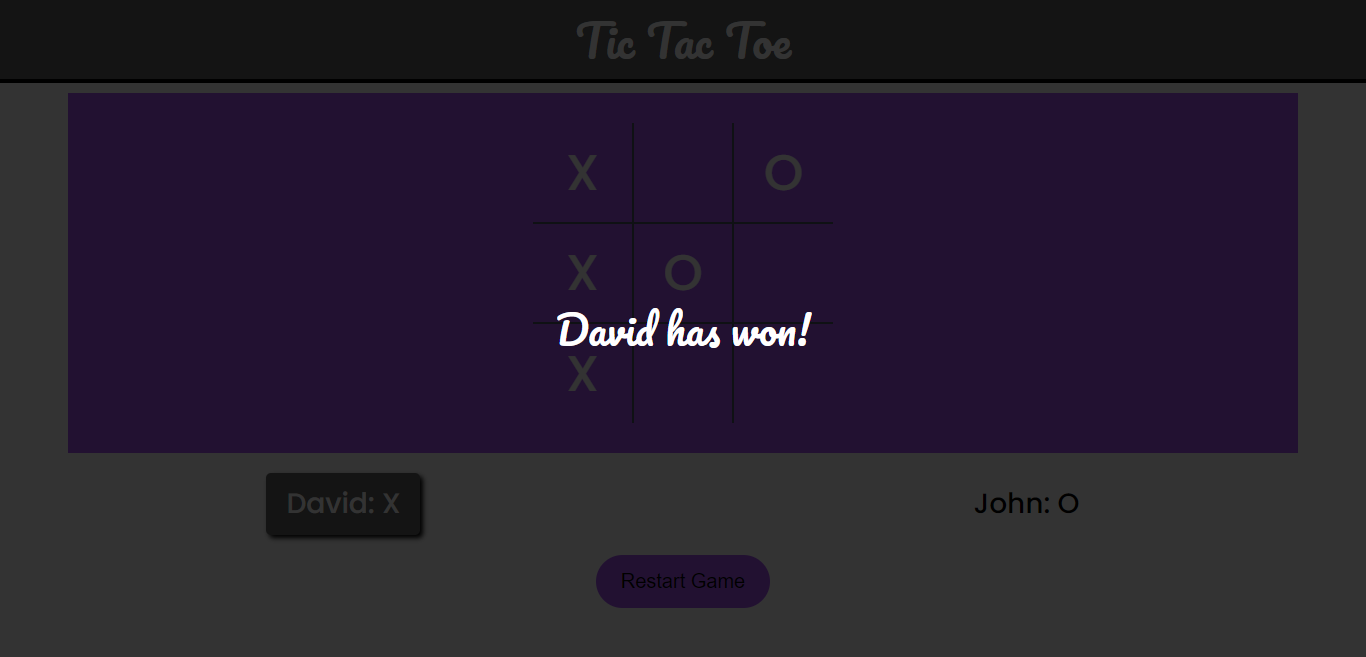 Tic Tac Toe
X O
X O
David has won!
X
David: X
John: O
Restart Game